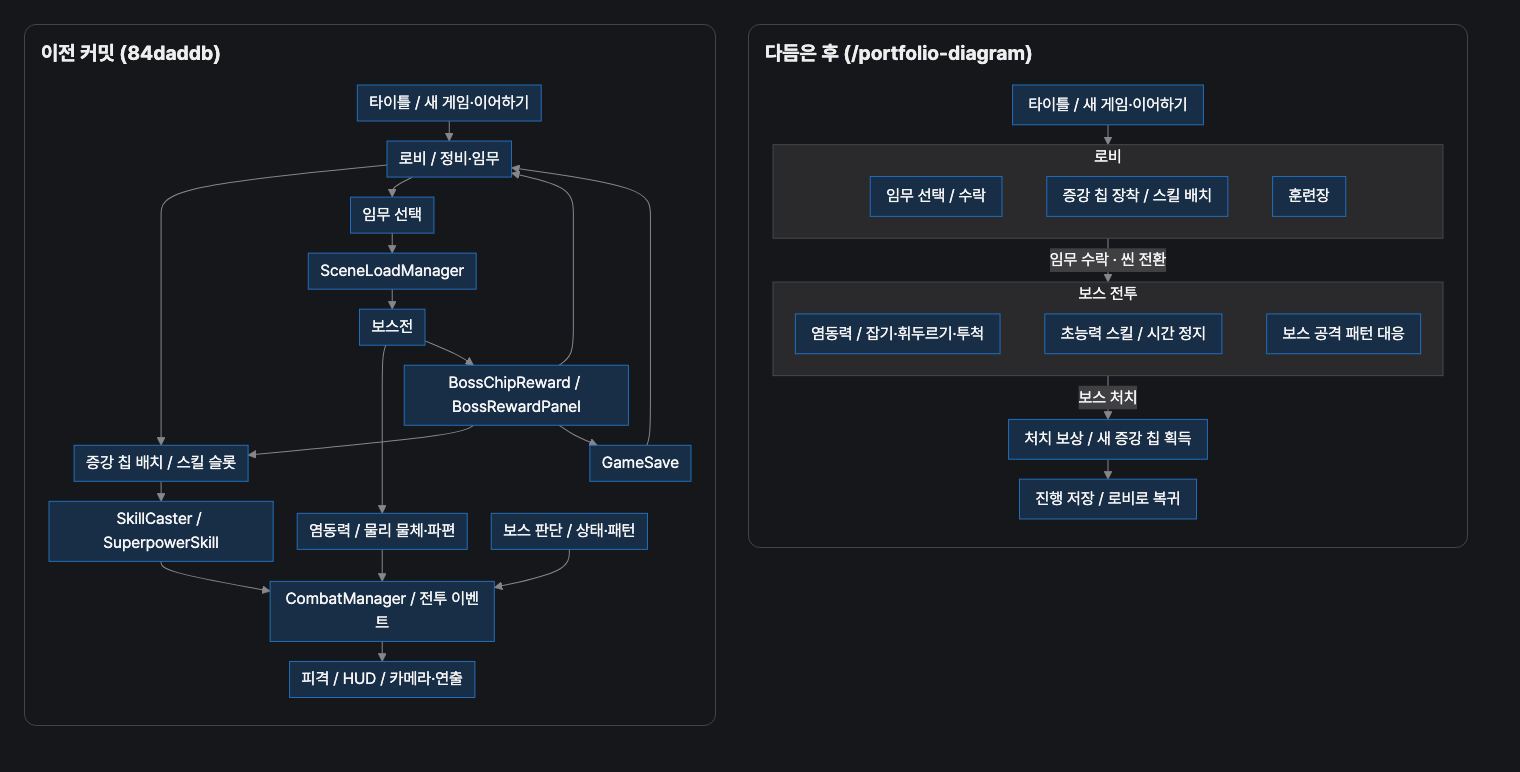 이전 커밋 (84daddb)
타이틀 / 새 게임·이어하기
로비 / 정비·임무
임무 선택
SceneLoadManager
보스전
BossChipReward /
BossRewardPanel
증강 칩 배치 / 스킬 슬롯
GameSave
SkillCaster /
SuperpowerSkill
염동력 / 물리 물체·파편
보스 판단 / 상태·패턴
CombatManager / 전투 이벤
트
피격 / HUD / 카메라·연출
다듬은 후 (/portfolio-diagram)
타이틀 / 새 게임·이어하기
로비
임무 선택 / 수락
증강 칩 장착 / 스킬 배치
훈련장
임무 수락 · 씬 전환
보스 전투
염동력 / 잡기·휘두르기·투척
초능력 스킬 / 시간 정지
보스 공격 패턴 대응
보스 처치
처치 보상 / 새 증강 칩 획득
진행 저장 / 로비로 복귀